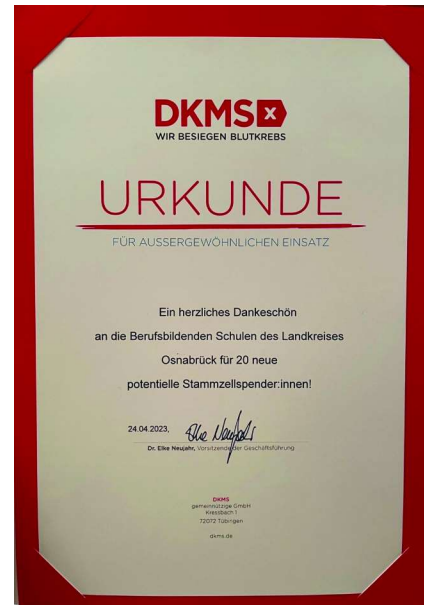 DKMS
WIR BESIEGEN BLUTKREBS
URKUNDE
FÜR AUSSERGEWÖHNLICHEN EINSATZ
Ein herzliches Dankeschön
an die Berufsbildenden Schulen des Landkreises
Osnabrück für 20 neue
potentielle Stammzellspender:innen!
24.04.2023, Elke Neujahr
Dr. Elke Neujahr, Vorsitzende der Geschäftsführung
DKMS
gemeinnützige GmbH
Kressbach 1
72072 Tübingen
dkms.de